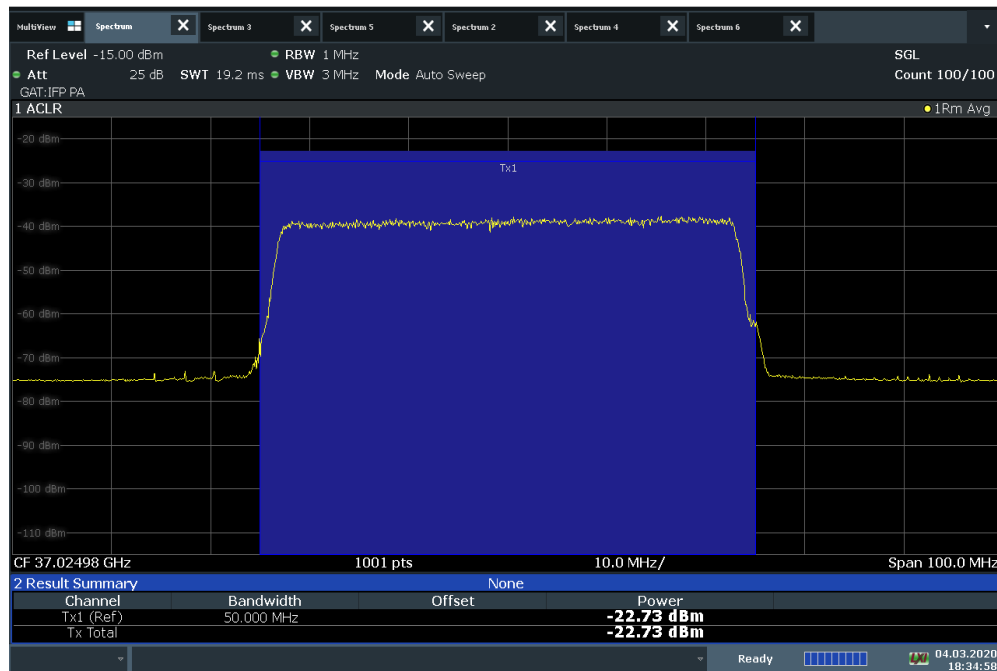 MultiView Spectrum Spectrum 3 Spectrum 5 Spectrum 2 Spectrum 4 Spectrum 6
Ref Level -15.00 dBm RBW 1 MHz SGL
Att 25 dB SWT 19.2 ms VBW 3 MHz Mode Auto Sweep Count 100/100
GAT:IFP PA
1 ACLR 1Rm Avg
-20 dBm
Tx1
-30 dBm
-40 dBm
-50 dBm
-60 dBm
-70 dBm
-80 dBm
-90 dBm
-100 dBm
-110 dBm
CF 37.02498 GHz 1001 pts 10.0 MHz/ Span 100.0 MHz
2 Result Summary None
Channel Bandwidth Offset Power
Tx1 (Ref) 50.000 MHz -22.73 dBm
Tx Total -22.73 dBm
Ready 04.03.2020
18:34:58